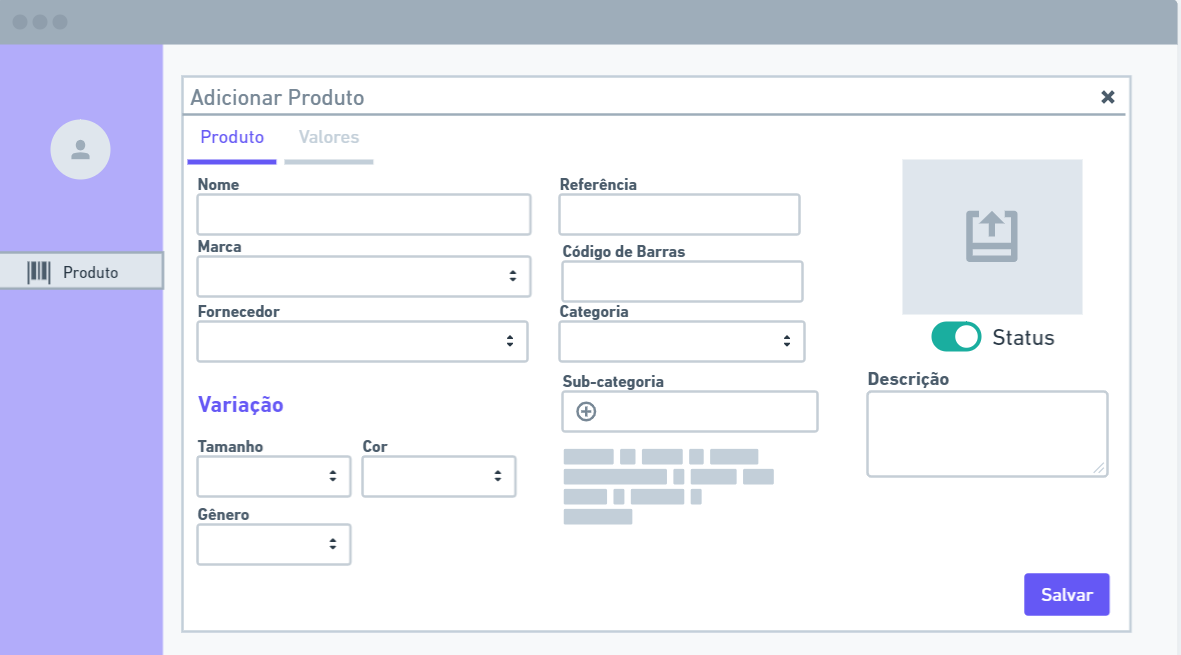 Adicionar Produto
Produto Valores
Produto
Nome
Marca
Fornecedor
Variação
Tamanho Cor
Gênero
Referência
Código de Barras
Categoria
Sub-categoria
Status
Descrição
Salvar